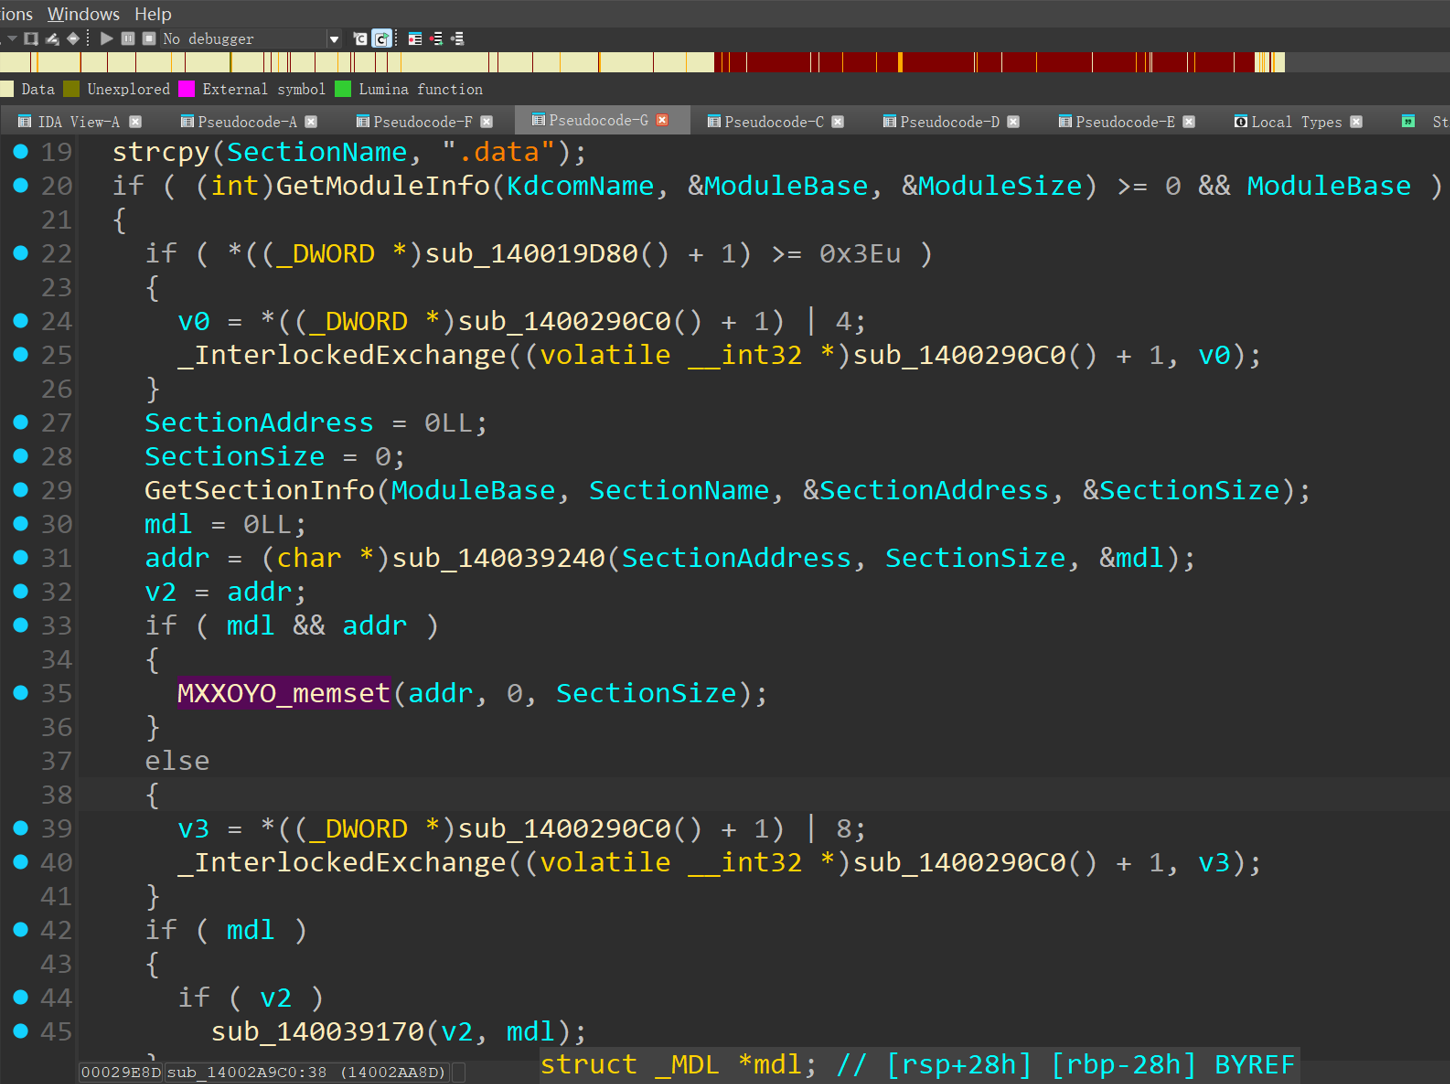 ions Windows Help
No debugger
Data Unexplored External symbol Lumina function
IDA View-A Pseudocode-A Pseudocode-F Pseudocode-G Pseudocode-C Pseudocode-D Pseudocode-E Local Types St
19 strcpy(SectionName, ".data");
20 if ( (int)GetModuleInfo(KdcomName, &ModuleBase, &ModuleSize) >= 0 && ModuleBase )
21 {
22 if ( *((_DWORD *)sub_140019D80() + 1) >= 0x3Eu )
23 {
24 v0 = *((_DWORD *)sub_1400290C0() + 1) | 4;
25 _InterlockedExchange((volatile __int32 *)sub_1400290C0() + 1, v0);
26 }
27 SectionAddress = 0LL;
28 SectionSize = 0;
29 GetSectionInfo(ModuleBase, SectionName, &SectionAddress, &SectionSize);
30 mdl = 0LL;
31 addr = (char *)sub_140039240(SectionAddress, SectionSize, &mdl);
32 v2 = addr;
33 if ( mdl && addr )
34 {
35 MXXOYO_memset(addr, 0, SectionSize);
36 }
37 else
38 {
39 v3 = *((_DWORD *)sub_1400290C0() + 1) | 8;
40 _InterlockedExchange((volatile __int32 *)sub_1400290C0() + 1, v3);
41 }
42 if ( mdl )
43 {
44 if ( v2 )
45 sub_140039170(v2, mdl);
}
00029E8D sub_14002A9C0:38 (14002AA8D)
struct _MDL *mdl; // [rsp+28h] [rbp-28h] BYREF